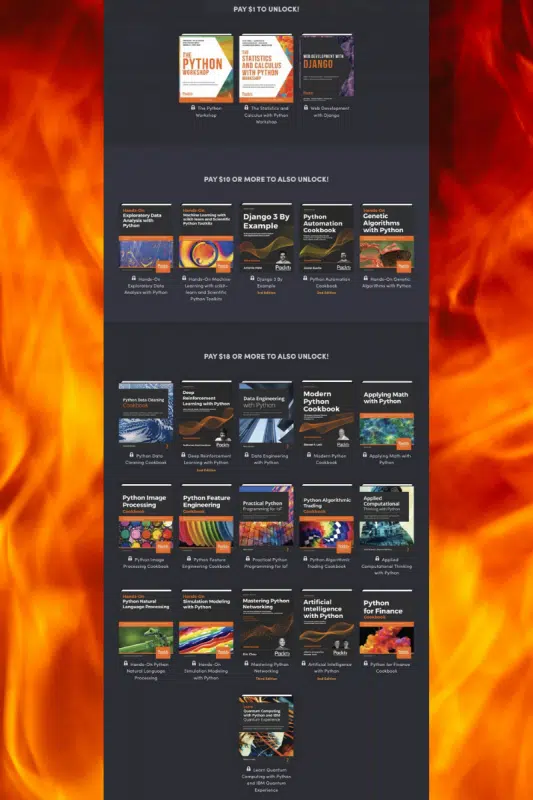 PAY $1 TO UNLOCK!
THE
PYTHON
WORKSHOP
THE
STATISTICS
AND CALCULUS
WITH PYTHON
WORKSHOP
WEB DEVELOPMENT WITH
DJANGO
Packt
The Python
Workshop
The Statistics and
Calculus with Python
Workshop
Web Development
with Django
PAY $10 OR MORE TO ALSO UNLOCK!
Hands-On
Exploratory Data
Analysis with
Python
Hands-On
Machine Learning with
scikit-learn and Scientific
Python Toolkits
Django 3 By
Example
Packt
Python
Automation
Cookbook
Packt
Hands-On
Genetic
Algorithms
with Python
Hands-On
Exploratory Data
Analysis with Python
Hands-On Machine
Learning with scikit-
learn and Scientific
Python Toolkits
Django 3 By
Example
Python Automation
Cookbook
Hands-On Genetic
Algorithms with Python
PAY $18 OR MORE TO ALSO UNLOCK!
Python Data Cleaning
Cookbook
Deep
Reinforcement
Learning with Python
Packt
Data Engineering
with Python
Modern
Python
Cookbook
Packt
Applying Math
with Python
Python Data
Cleaning Cookbook
Deep Reinforcement
Learning with Python
Data Engineering
with Python
Modern Python
Cookbook
Applying Math with
Python
Python Image
Processing
Cookbook
Python Feature
Engineering
Cookbook
Practical Python
Programming for IoT
Python Algorithmic
Trading
Cookbook
Applied
Computational
Thinking with Python
Python Image
Processing Cookbook
Python Feature
Engineering Cookbook
Practical Python
Programming for IoT
Python Algorithmic
Trading Cookbook
Applied
Computational Thinking
with Python
Hands-On
Python Natural
Language Processing
Hands-On
Simulation Modeling
with Python
Mastering Python
Networking
Packt
Artificial
Intelligence
with Python
Packt
Python
for Finance
Cookbook
Hands-On Python
Natural Language
Processing
Hands-On
Simulation Modeling
with Python
Mastering Python
Networking
Third Edition
Artificial Intelligence
with Python
Python for Finance
Cookbook
Quantum Computing
with Python and IBM
Quantum Experience
Learn Quantum
Computing with Python
and IBM Quantum
Experience